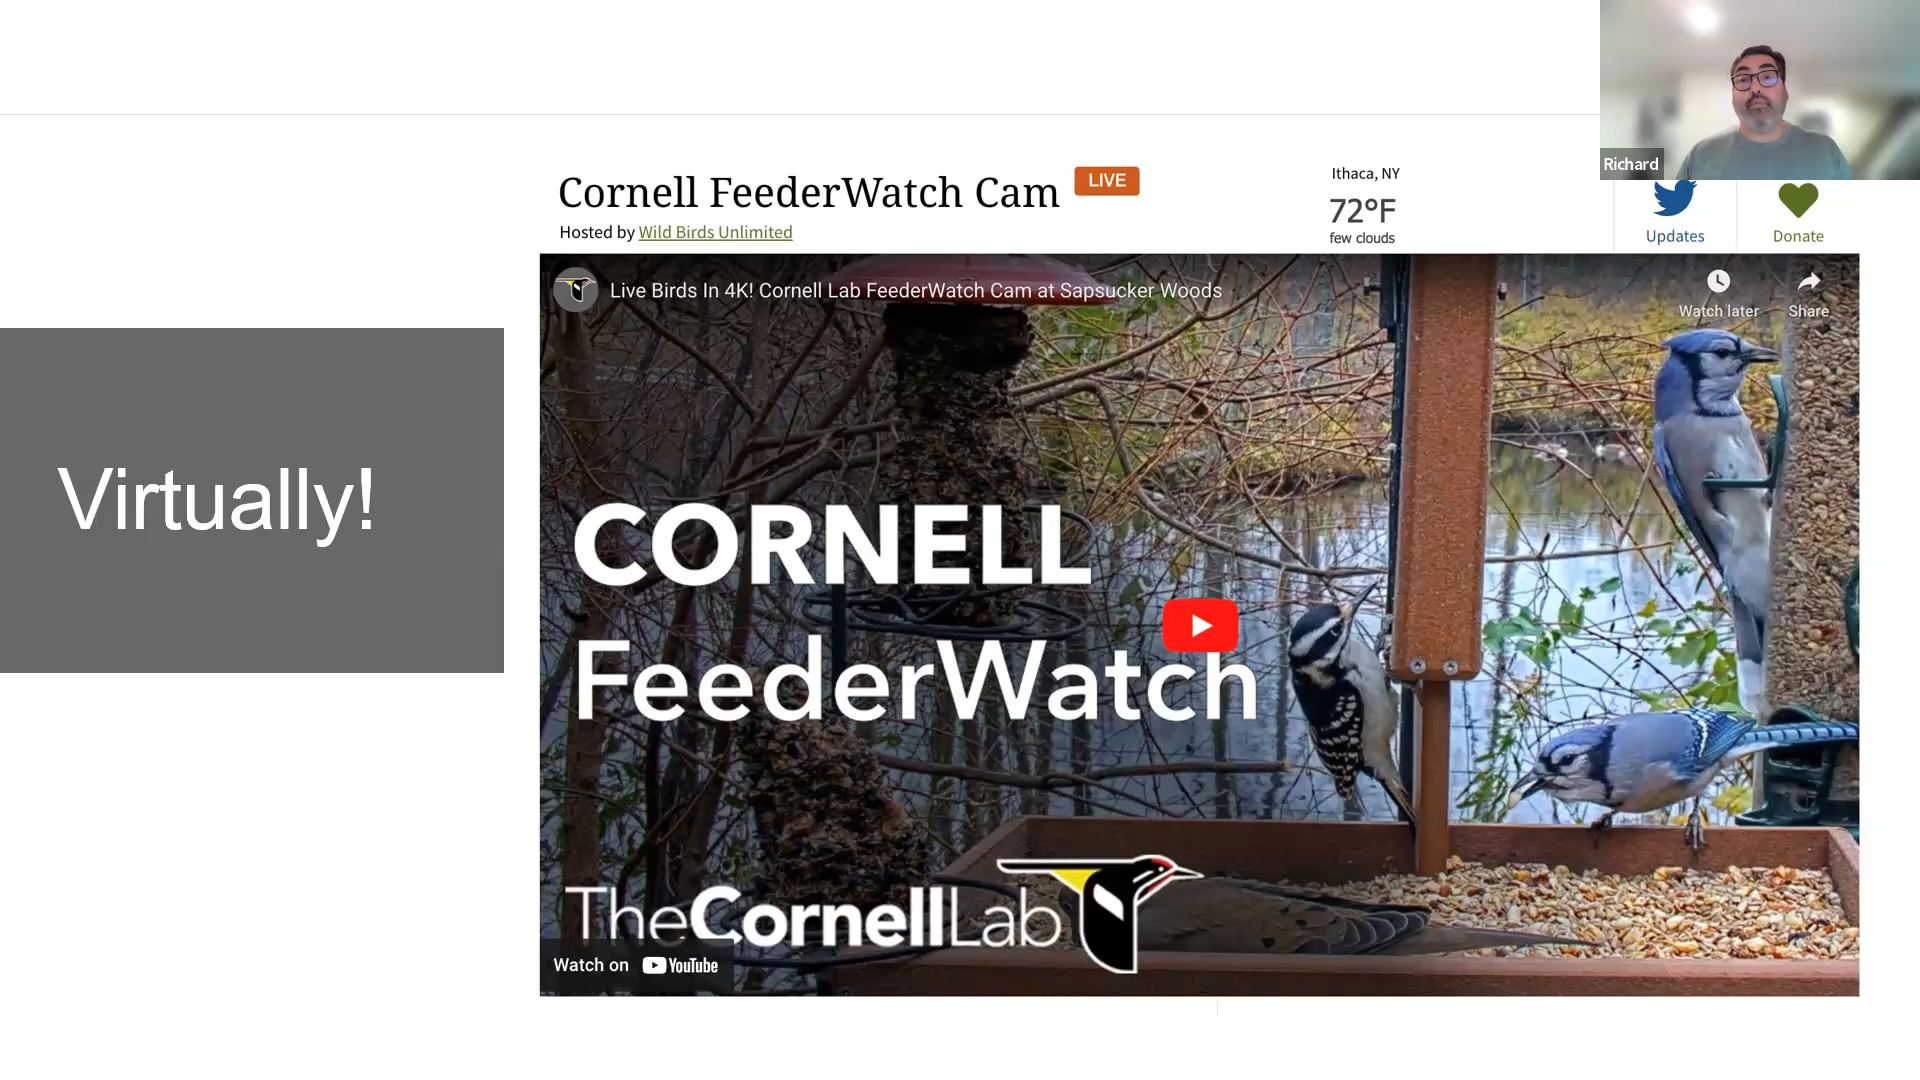 Richard
Cornell FeederWatch Cam
LIVE
Hosted by Wild Birds Unlimited
Ithaca, NY
72°F
few clouds
Updates
Donate
Live Birds In 4K! Cornell Lab FeederWatch Cam at Sapsucker Woods
Watch later
Share
Virtually!
CORNELL
FeederWatch
TheCornellLab
Watch on YouTube